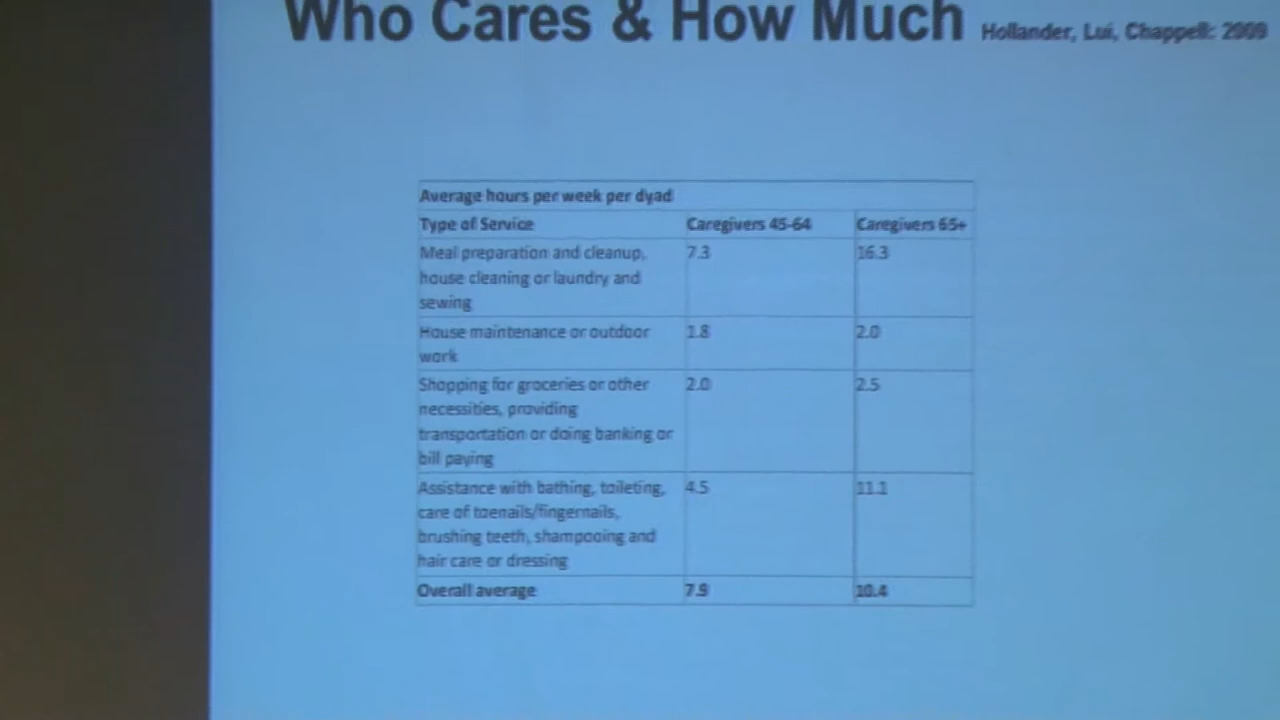 Who Cares & How Much Hollander, Lui, Chappell: 2009
Average hours per week per dyad
Type of Service Caregivers 45-64 Caregivers 65+
Meal preparation and cleanup, 7.3 16.3
house cleaning or laundry and
sewing
House maintenance or outdoor 1.8 2.0
work
Shopping for groceries or other 2.0 2.5
necessities, providing
transportation or doing banking or
bill paying
Assistance with bathing, toileting, 4.5 11.1
care of toenails/fingernails,
brushing teeth, shampooing and
hair care or dressing
Overall average 7.9 10.4